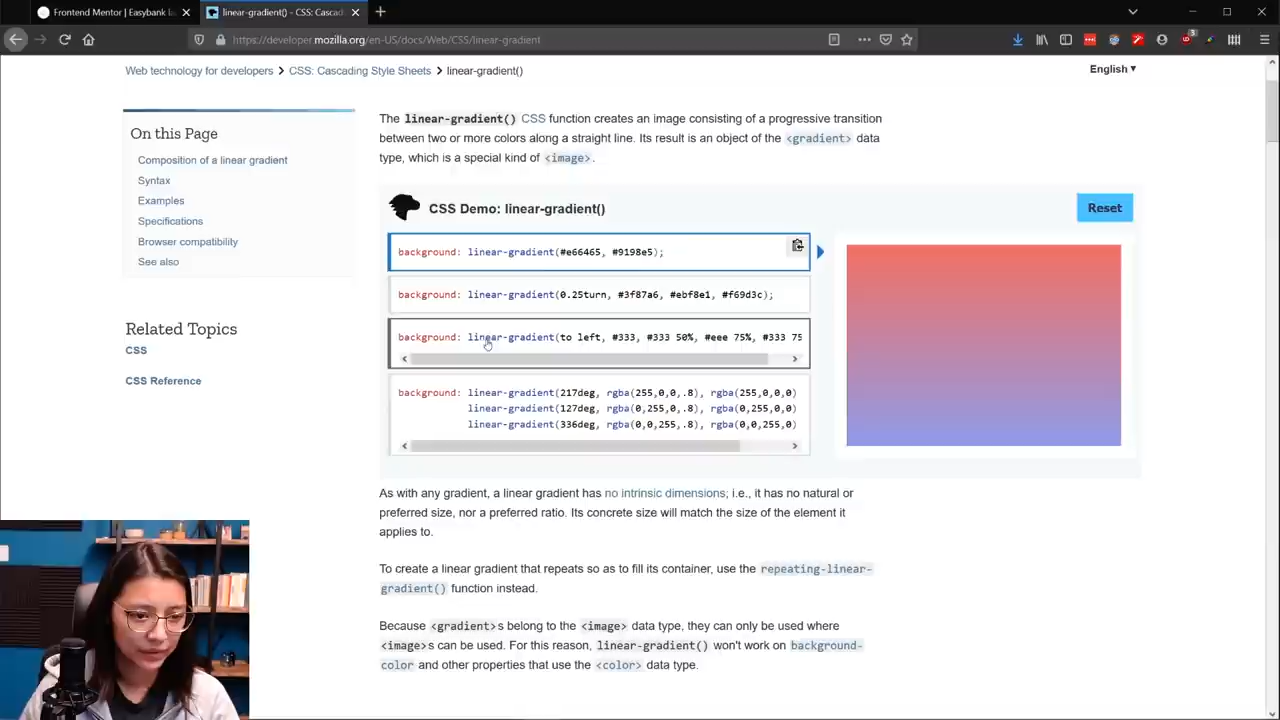 Frontend Mentor | Easybank la
linear-gradient() - CSS: Cascad
https://developer.mozilla.org/en-US/docs/Web/CSS/linear-gradient
Web technology for developers > CSS: Cascading Style Sheets > linear-gradient()
English ▼
On this Page
Composition of a linear gradient
Syntax
Examples
Specifications
Browser compatibility
See also
Related Topics
CSS
CSS Reference
The linear-gradient() CSS function creates an image consisting of a progressive transition
between two or more colors along a straight line. Its result is an object of the <gradient> data
type, which is a special kind of <image>.
CSS Demo: linear-gradient()
Reset
background: linear-gradient(#e66465, #9198e5);
background: linear-gradient(0.25turn, #3f87a6, #ebf8e1, #f69d3c);
background: linear-gradient(to left, #333, #333 50%, #eee 75%, #333 75
background: linear-gradient(217deg, rgba(255,0,0,.8), rgba(255,0,0,0)
linear-gradient(127deg, rgba(0,255,0,.8), rgba(0,255,0,0)
linear-gradient(336deg, rgba(0,0,255,.8), rgba(0,0,255,0)
As with any gradient, a linear gradient has no intrinsic dimensions; i.e., it has no natural or
preferred size, nor a preferred ratio. Its concrete size will match the size of the element it
applies to.
To create a linear gradient that repeats so as to fill its container, use the repeating-linear-
gradient() function instead.
Because <gradient>s belong to the <image> data type, they can only be used where
<image>s can be used. For this reason, linear-gradient() won't work on background-
color and other properties that use the <color> data type.